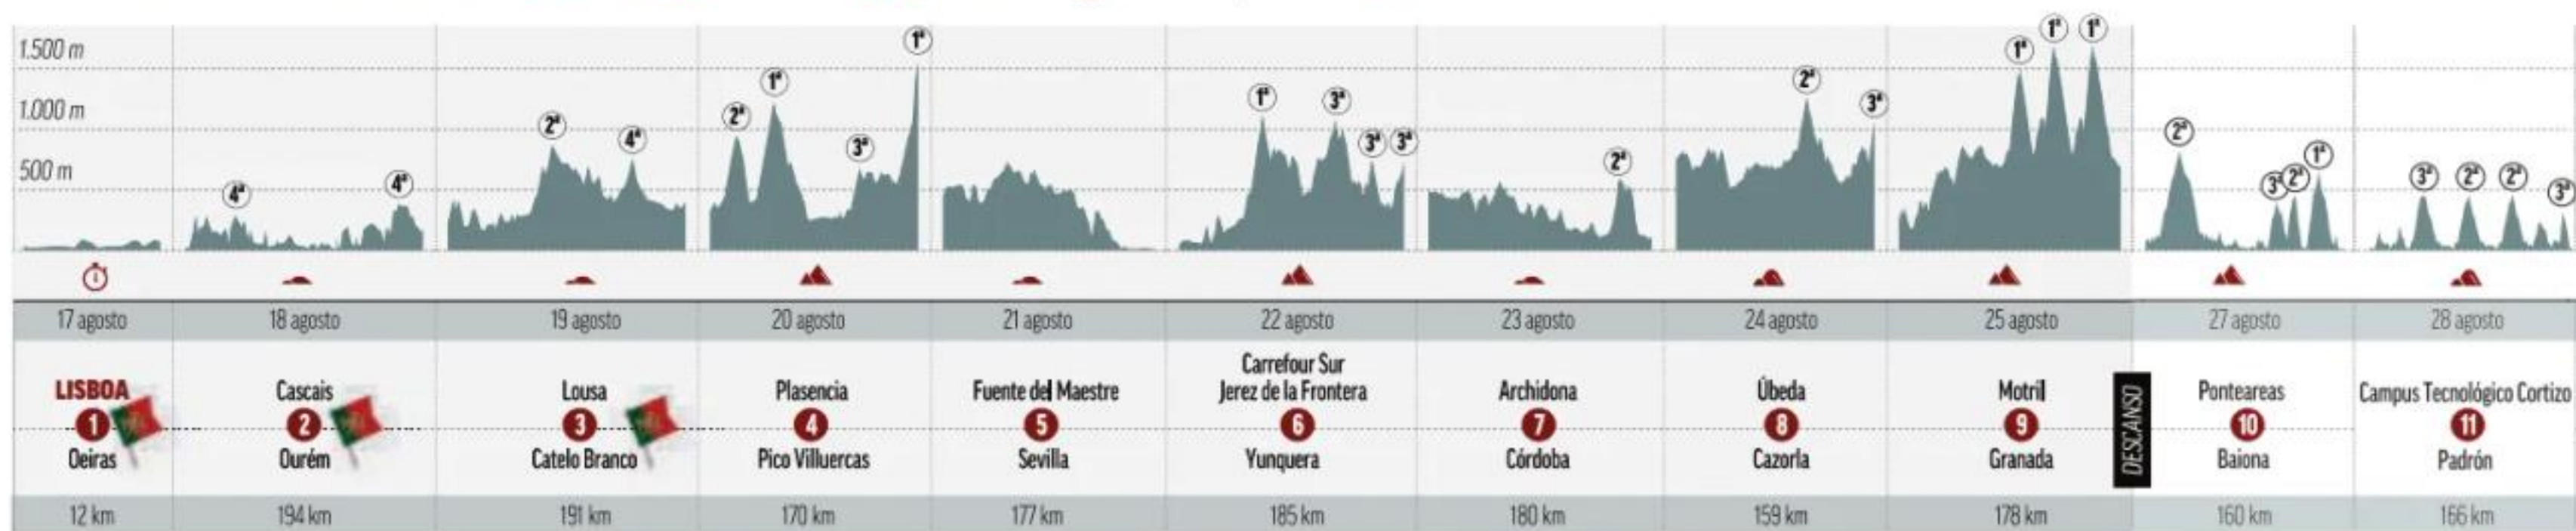 1.500 m
1.000 m
500 m
4ª
4ª
2ª
4ª
2ª
1ª
3ª
1ª
1ª
3ª
3ª
3ª
2ª
2ª
3ª
1ª
1ª
1ª
2ª
3ª
2ª
1ª
3ª
2ª
2ª
3ª
17 agosto
18 agosto
19 agosto
20 agosto
21 agosto
22 agosto
23 agosto
24 agosto
25 agosto
27 agosto
28 agosto
LISBOA
1
Oeiras
Cascais
2
Ourém
Lousa
3
Catelo Branco
Plasencia
4
Pico Villuercas
Fuente del Maestre
5
Sevilla
Carrefour Sur
Jerez de la Frontera
6
Yunquera
Archidona
7
Córdoba
Úbeda
8
Cazorla
Motril
9
Granada
DESCANSO
Ponteareas
10
Baiona
Campus Tecnológico Cortizo
11
Padrón
12 km
194 km
191 km
170 km
177 km
185 km
180 km
159 km
178 km
160 km
166 km